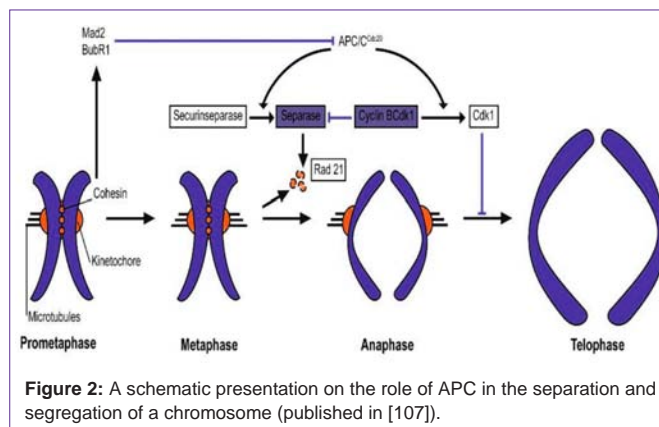 Mad2
BubR1
APC/C^Cdc20
Securinseparase
Separase
Cyclin BCdk1
Cdk1
Rad 21
Cohesin
Kinetochore
Microtubules
Prometaphase
Metaphase
Anaphase
Telophase
Figure 2: A schematic presentation on the role of APC in the separation and
segregation of a chromosome (published in [107]).